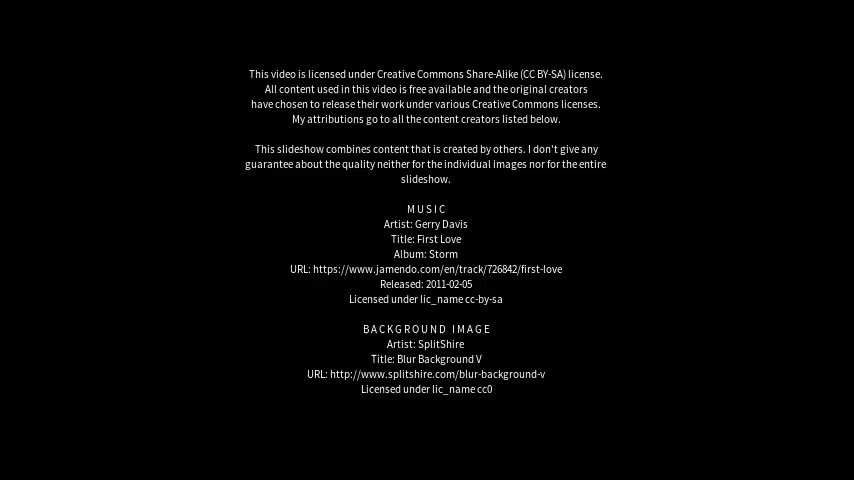 This video is licensed under Creative Commons Share-Alike (CC BY-SA) license.
All content used in this video is free available and the original creators
have chosen to release their work under various Creative Commons licenses.
My attributions go to all the content creators listed below.
This slideshow combines content that is created by others. I don't give any
guarantee about the quality neither for the individual images nor for the entire
slideshow.
MUSIC
Artist: Gerry Davis
Title: First Love
Album: Storm
URL: https://www.jamendo.com/en/track/726842/first-love
Released: 2011-02-05
Licensed under lic_name cc-by-sa
BACKGROUND IMAGE
Artist: SplitShire
Title: Blur Background V
URL: http://www.splitshire.com/blur-background-v
Licensed under lic_name cc0